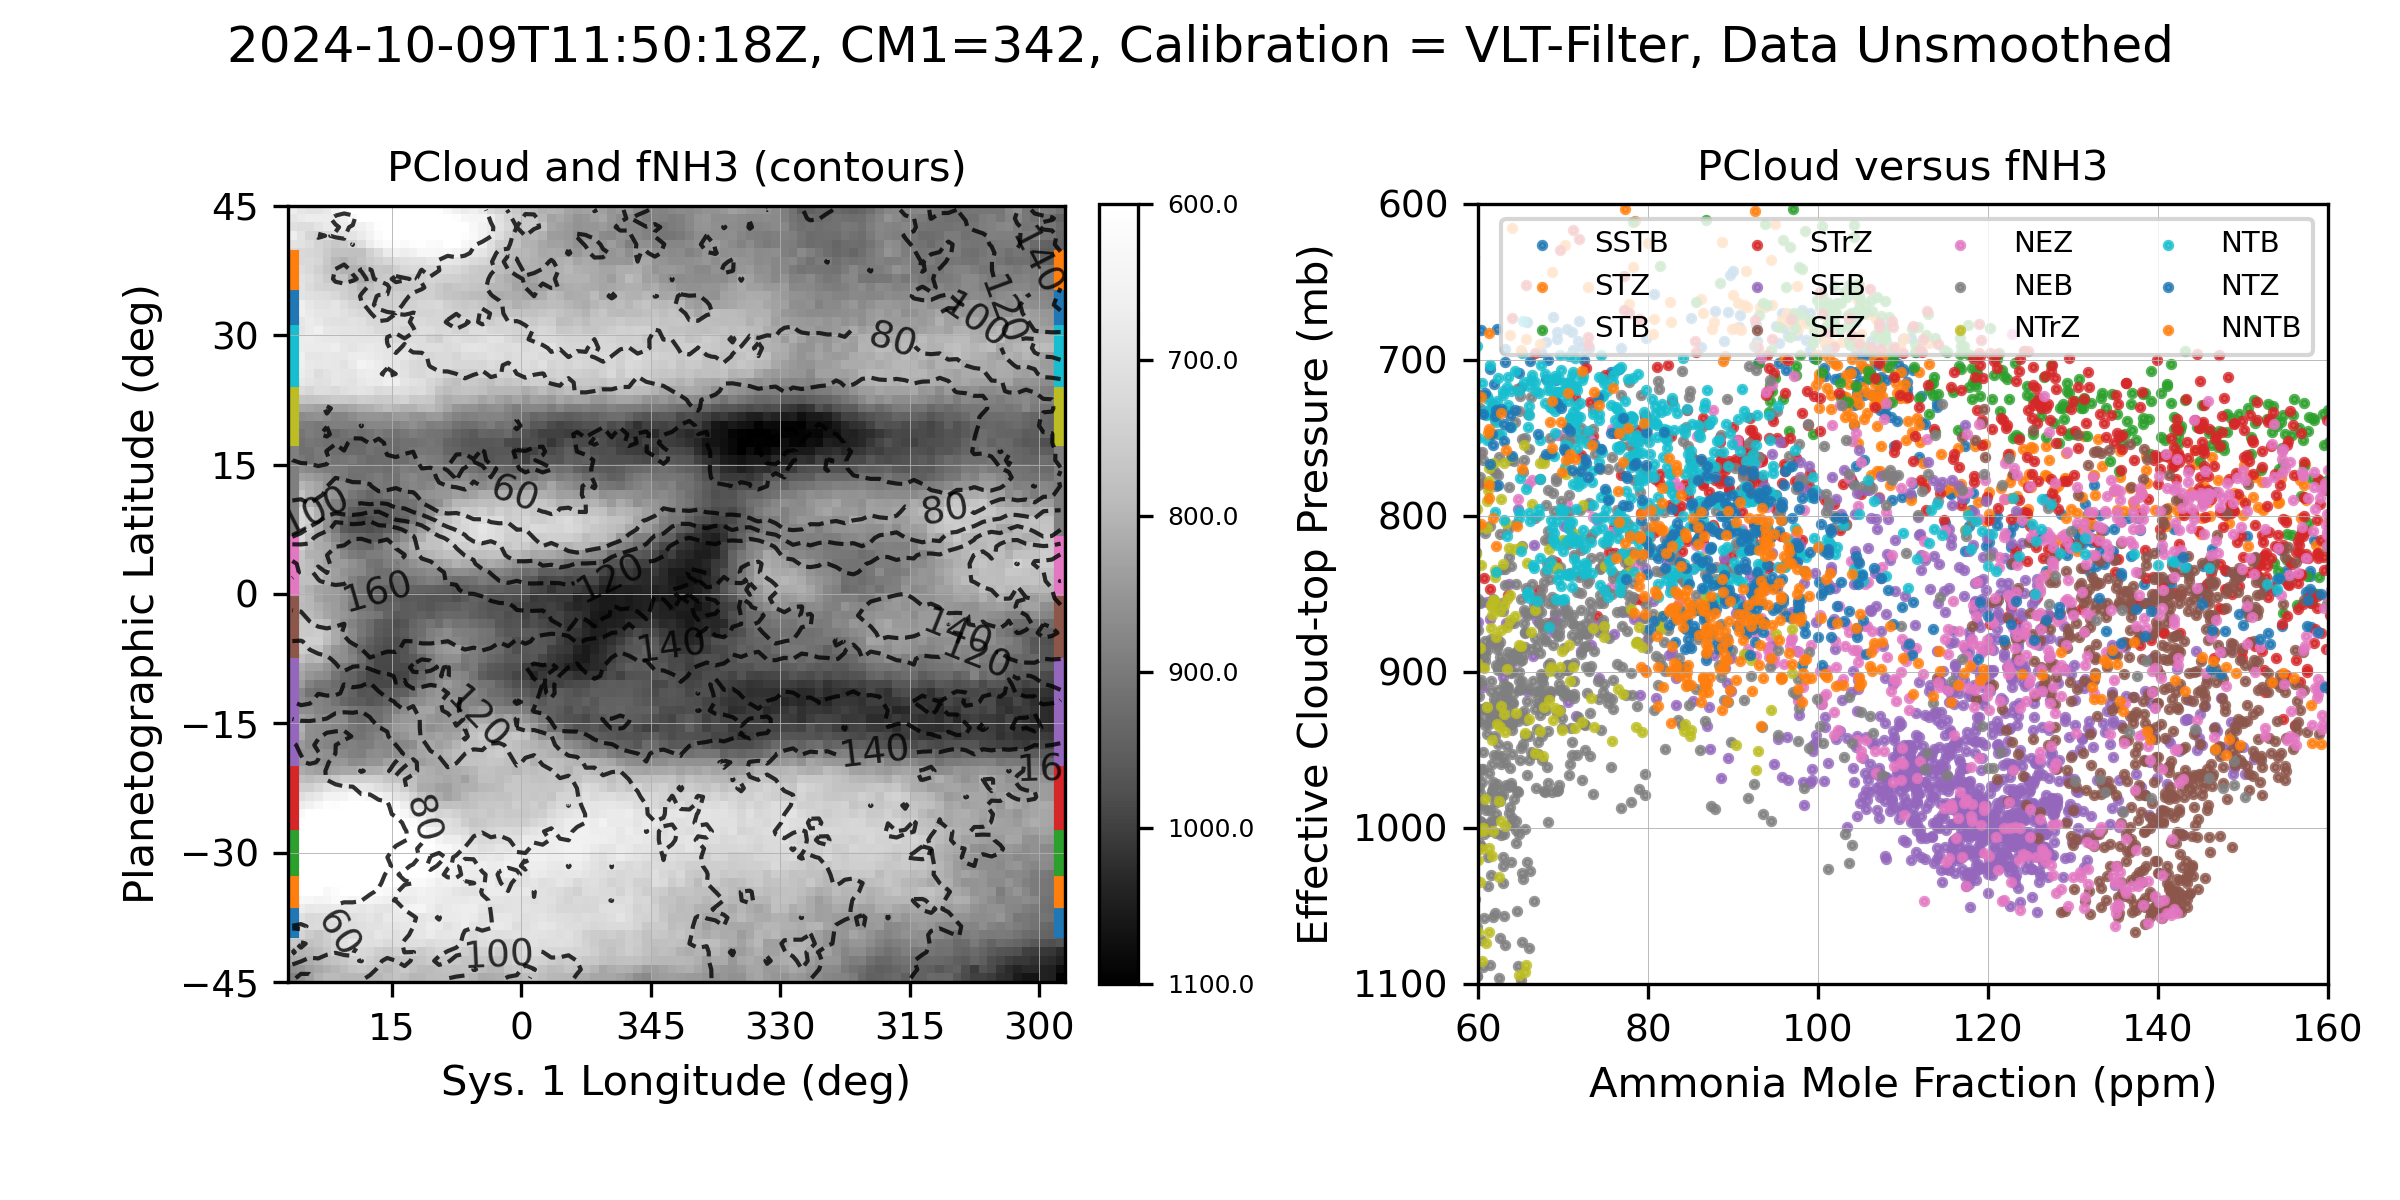 2024-10-09T11:50:18Z, CM1=342, Calibration = VLT-Filter, Data Unsmoothed
PCloud and fNH3 (contours)
45
30
15
0
−15
−30
−45
Planetographic Latitude (deg)
15
0
345
330
315
300
Sys. 1 Longitude (deg)
140
120
100
80
60
80
100
120
160
140
140
120
120
140
16
80
60
100
600.0
700.0
800.0
900.0
1000.0
1100.0
PCloud versus fNH3
600
700
800
900
1000
1100
Effective Cloud-top Pressure (mb)
SSTB
STZ
STB
STrZ
SEB
SEZ
NEZ
NEB
NTrZ
NTB
NTZ
NNTB
60
80
100
120
140
160
Ammonia Mole Fraction (ppm)